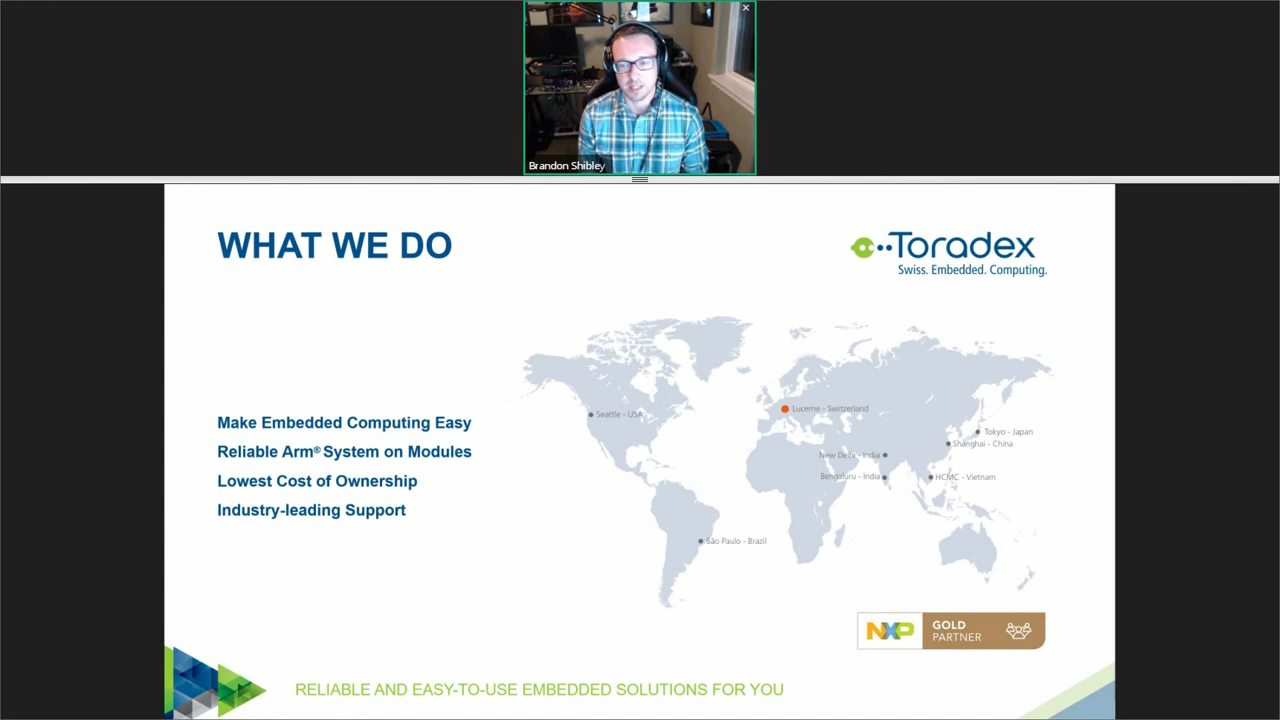 Brandon Shibley
WHAT WE DO
Toradex
Swiss. Embedded. Computing.
Make Embedded Computing Easy
Reliable Arm® System on Modules
Lowest Cost of Ownership
Industry-leading Support
Seattle - USA
Lucerne - Switzerland
Tokyo - Japan
Shanghai - China
New Delhi - India
Bengaluru - India
HCMC - Vietnam
São Paulo - Brazil
NXP
GOLD
PARTNER
RELIABLE AND EASY-TO-USE EMBEDDED SOLUTIONS FOR YOU